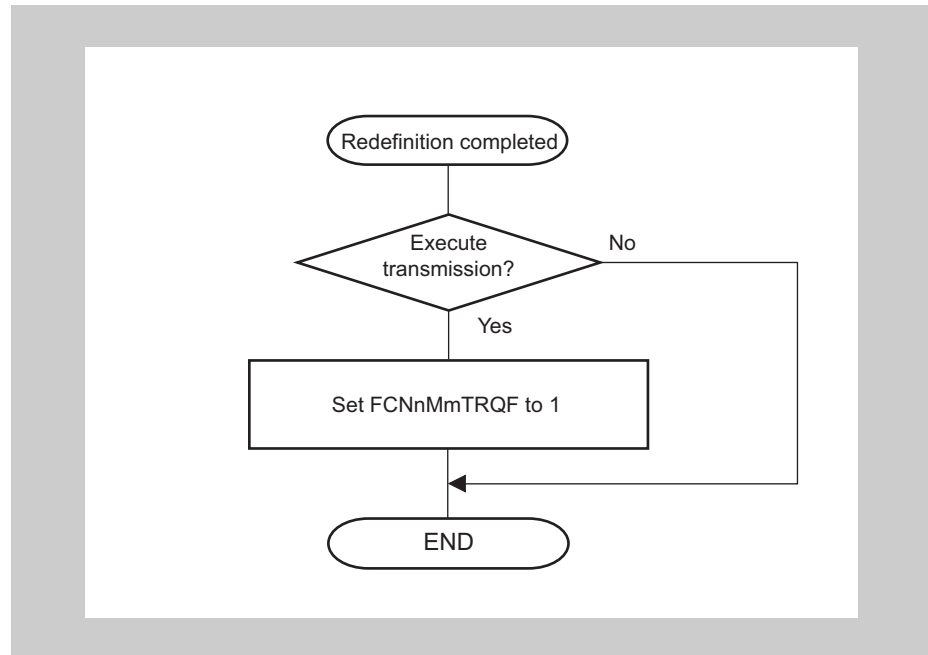 Redefinition completed
Execute
transmission?
No
Yes
Set FCNnMmTRQF to 1
END